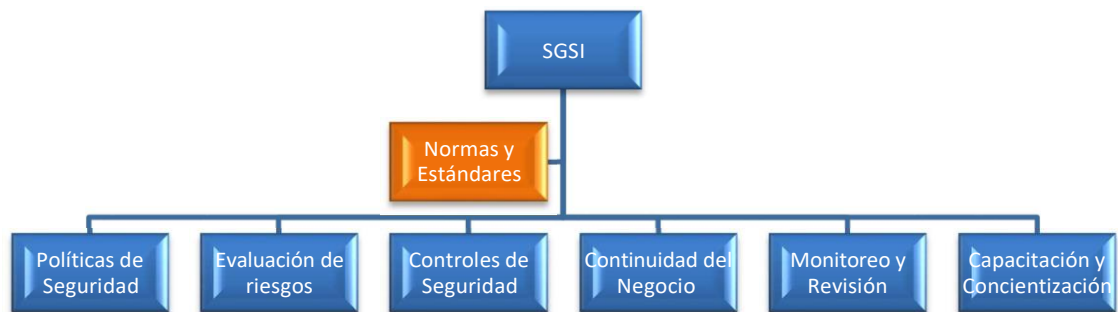 SGSI
Normas y
Estándares
Políticas de
Seguridad
Evaluación de
riesgos
Controles de
Seguridad
Continuidad del
Negocio
Monitoreo y
Revisión
Capacitación y
Concientización